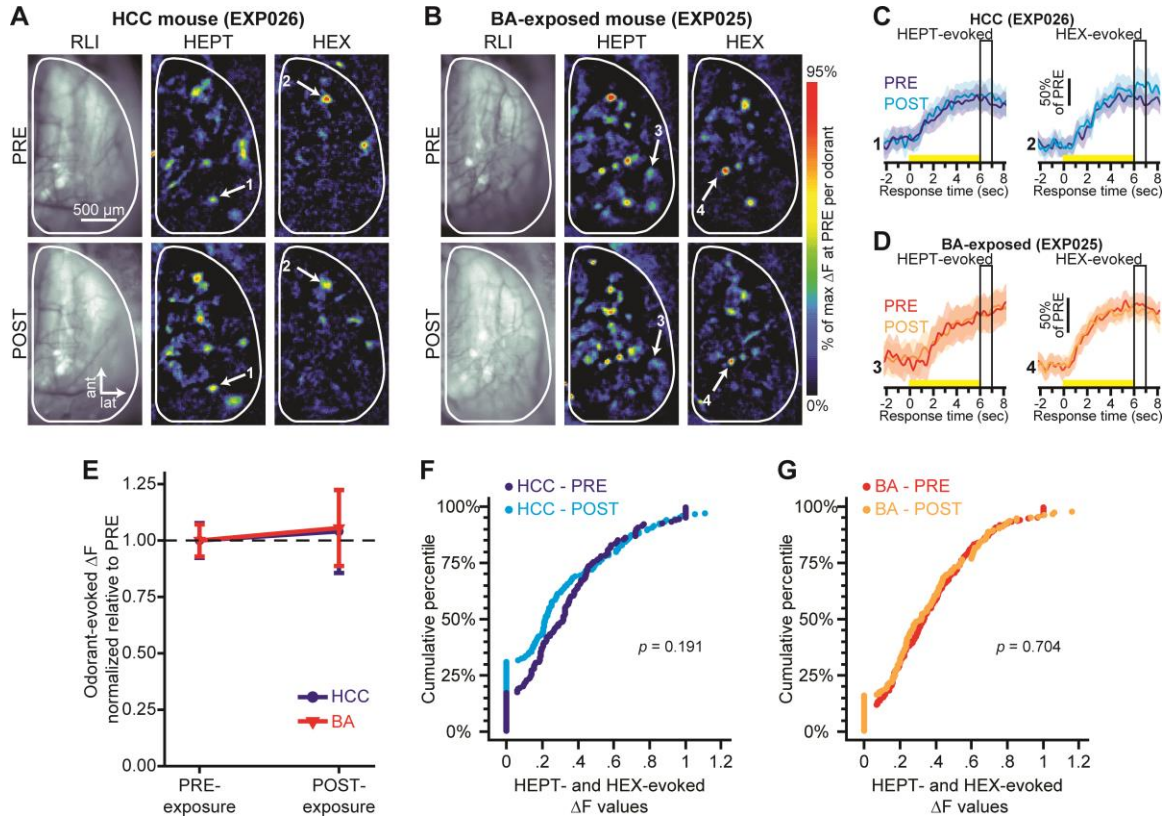 A
HCC mouse (EXP026)
RLI
HEPT
HEX
PRE
POST
500 µm
ant
lat
1
2
1
2
B
BA-exposed mouse (EXP025)
RLI
HEPT
HEX
PRE
POST
3
4
3
4
95%
% of max ΔF at PRE per odorant
0%
C
HCC (EXP026)
HEPT-evoked
HEX-evoked
PRE
POST
50%
of PRE
1
2
-2 0 2 4 6 8
Response time (sec)
-2 0 2 4 6 8
Response time (sec)
D
BA-exposed (EXP025)
HEPT-evoked
HEX-evoked
PRE
POST
50%
of PRE
3
4
-2 0 2 4 6 8
Response time (sec)
-2 0 2 4 6 8
Response time (sec)
E
Odorant-evoked ΔF
normalized relative to PRE
1.25
1.00
0.75
0.50
0.25
0.00
HCC
BA
PRE-
exposure
POST-
exposure
F
HCC - PRE
HCC - POST
Cumulative percentile
100%
75%
50%
25%
0%
p = 0.191
0 .2 .4 .6 .8 1 1.2
HEPT- and HEX-evoked
ΔF values
G
BA - PRE
BA - POST
Cumulative percentile
100%
75%
50%
25%
0%
p = 0.704
0 .2 .4 .6 .8 1 1.2
HEPT- and HEX-evoked
ΔF values